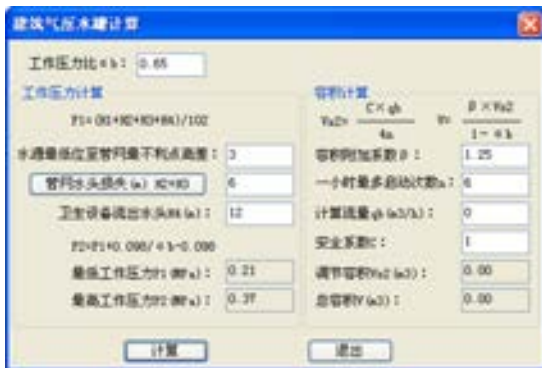 建筑气压水罐计算
工作压力比αb： 0.65
工作压力计算
P1=(H1+H2+H3+H4)/102
水源最低位至管网最不利点高度： 3
管网水头损失(m) H2+H3 6
卫生设备流出水头H4(m)： 12
P2=P1+0.098/αb-0.098
最低工作压力P1(MPa)： 0.21
最高工作压力P2(MPa)： 0.37
容积计算
Vx2= C×qb / 4n V= β×Vx2 / 1-αb
容积附加系数β： 1.25
一小时最多启动次数n： 6
计算流量qb(m3/h)： 0
安全系数C： 1
调节容积Vx2(m3)： 0.00
总容积V(m3)： 0.00
计算 退出